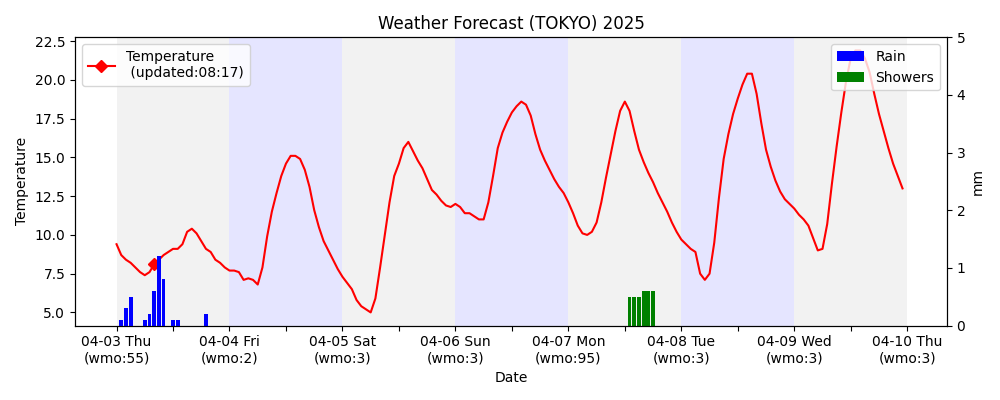 Weather Forecast (TOKYO) 2025
Temperature
(updated:08:17)
Rain
Showers
22.5
20.0
17.5
15.0
12.5
10.0
7.5
5.0
Temperature
5
4
3
2
1
0
mm
04-03 Thu
(wmo:55)
04-04 Fri
(wmo:2)
04-05 Sat
(wmo:3)
04-06 Sun
(wmo:3)
04-07 Mon
(wmo:95)
04-08 Tue
(wmo:3)
04-09 Wed
(wmo:3)
04-10 Thu
(wmo:3)
Date